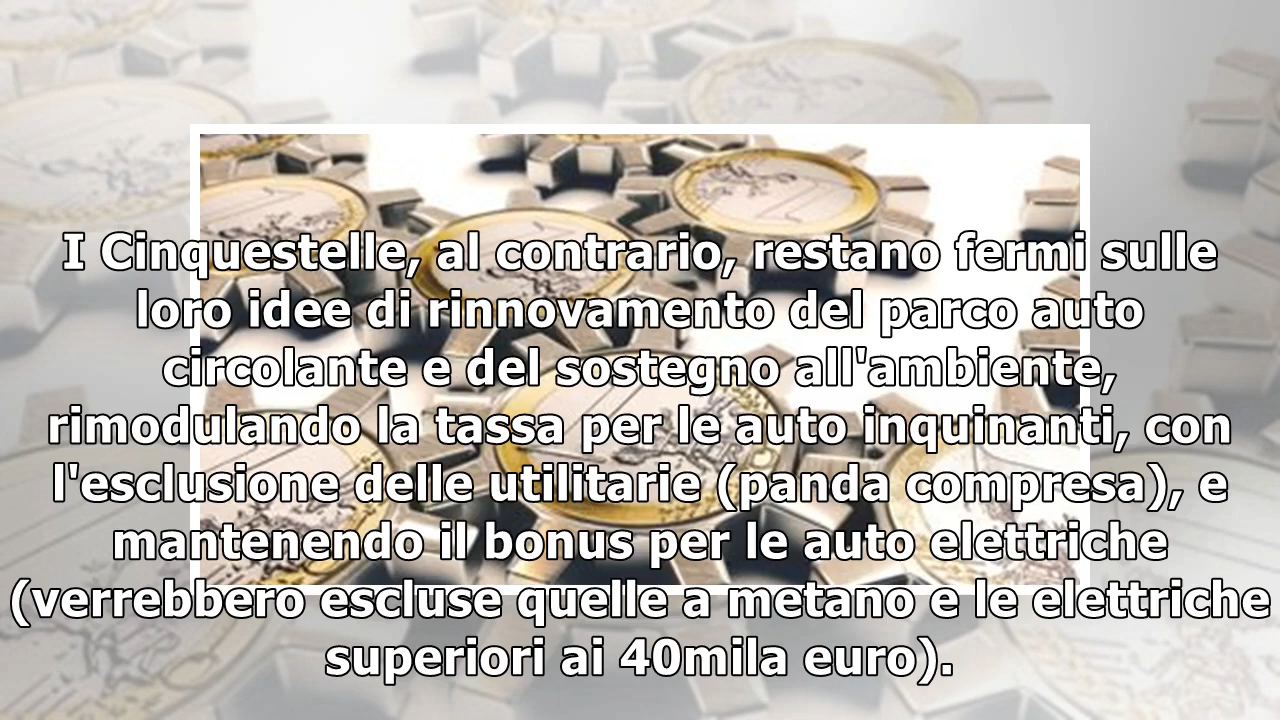 I Cinquestelle, al contrario, restano fermi sulle
loro idee di rinnovamento del parco auto
circolante e del sostegno all'ambiente,
rimodulando la tassa per le auto inquinanti, con
l'esclusione delle utilitarie (panda compresa), e
mantenendo il bonus per le auto elettriche
(verrebbero escluse quelle a metano e le elettriche
superiori ai 40mila euro).